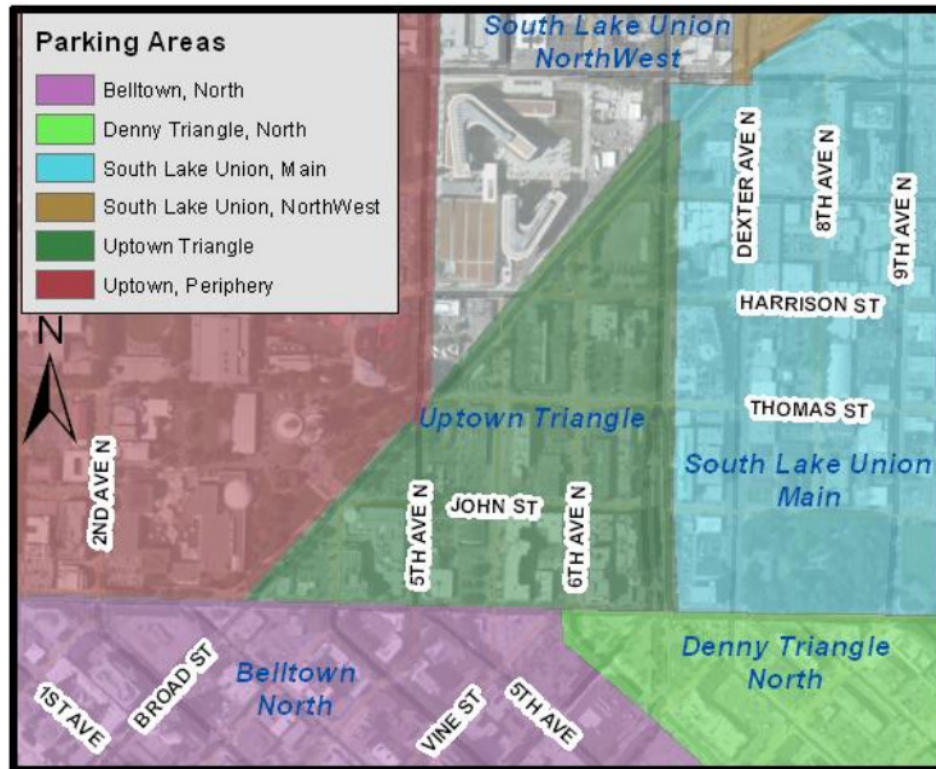 Parking Areas
Belltown, North
Denny Triangle, North
South Lake Union, Main
South Lake Union, NorthWest
Uptown Triangle
Uptown, Periphery
N
South Lake Union
NorthWest
DEXTER AVE N
8TH AVE N
9TH AVE N
HARRISON ST
THOMAS ST
Uptown Triangle
South Lake Union
Main
2ND AVE N
5TH AVE N
JOHN ST
6TH AVE N
Belltown
North
Denny Triangle
North
1ST AVE
BROAD ST
VINE ST
5TH AVE